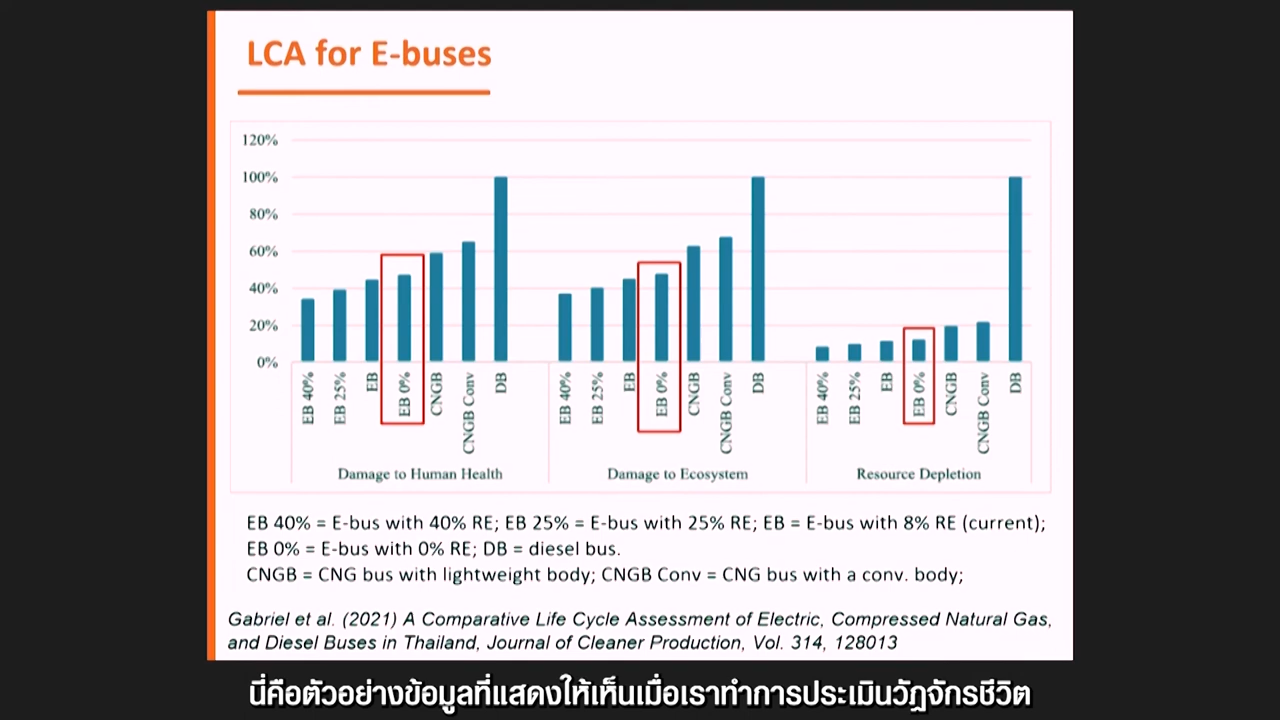 LCA for E-buses
120%
100%
80%
60%
40%
20%
0%
EB 40%
EB 25%
EB
EB 0%
CNGB
CNGB Conv
DB
EB 40%
EB 25%
EB
EB 0%
CNGB
CNGB Conv
DB
EB 40%
EB 25%
EB
EB 0%
CNGB
CNGB Conv
DB
Damage to Human Health
Damage to Ecosystem
Resource Depletion
EB 40% = E-bus with 40% RE; EB 25% = E-bus with 25% RE; EB = E-bus with 8% RE (current);
EB 0% = E-bus with 0% RE; DB = diesel bus.
CNGB = CNG bus with lightweight body; CNGB Conv = CNG bus with a conv. body;
Gabriel et al. (2021) A Comparative Life Cycle Assessment of Electric, Compressed Natural Gas,
and Diesel Buses in Thailand, Journal of Cleaner Production, Vol. 314, 128013
นี่คือตัวอย่างข้อมูลที่แสดงให้เห็นเมื่อเราทำการประเมินวัฏจักรชีวิต